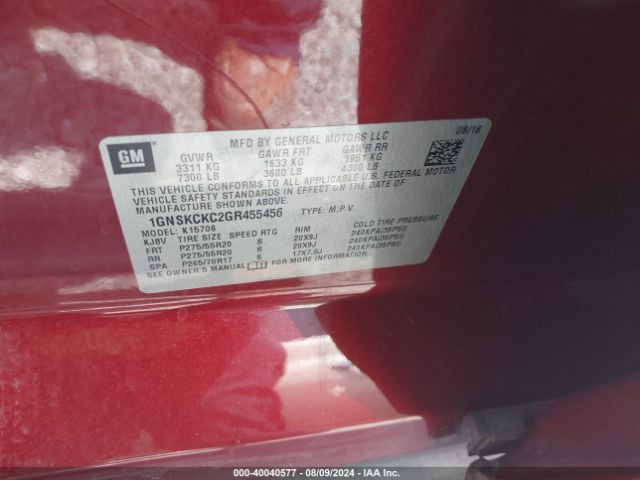 GM
MFD BY GENERAL MOTORS LLC 08/16
GVWR GAWR FRT GAWR RR
3311 KG 1633 KG 1951 KG
7300 LB 3600 LB 4300 LB
THIS VEHICLE CONFORMS TO ALL APPLICABLE U.S. FEDERAL MOTOR
VEHICLE SAFETY STANDARDS IN EFFECT ON THE DATE OF
MANUFACTURE SHOWN ABOVE.
1GNSKCKC2GR455456 TYPE: M.P.V.
MODEL: K15706
KJBV TIRE SIZE SPEED RTG RIM COLD TIRE PRESSURE
FRT P275/55R20 S 20X9J 240KPA(35PSI)
RR P275/55R20 S 20X9J 240KPA(35PSI)
SPA P265/70R17 S 17X7.5J 240KPA(35PSI)
SEE OWNER'S MANUAL FOR MORE INFORMATION.
000-40040577 - 08/09/2024 - IAA Inc.